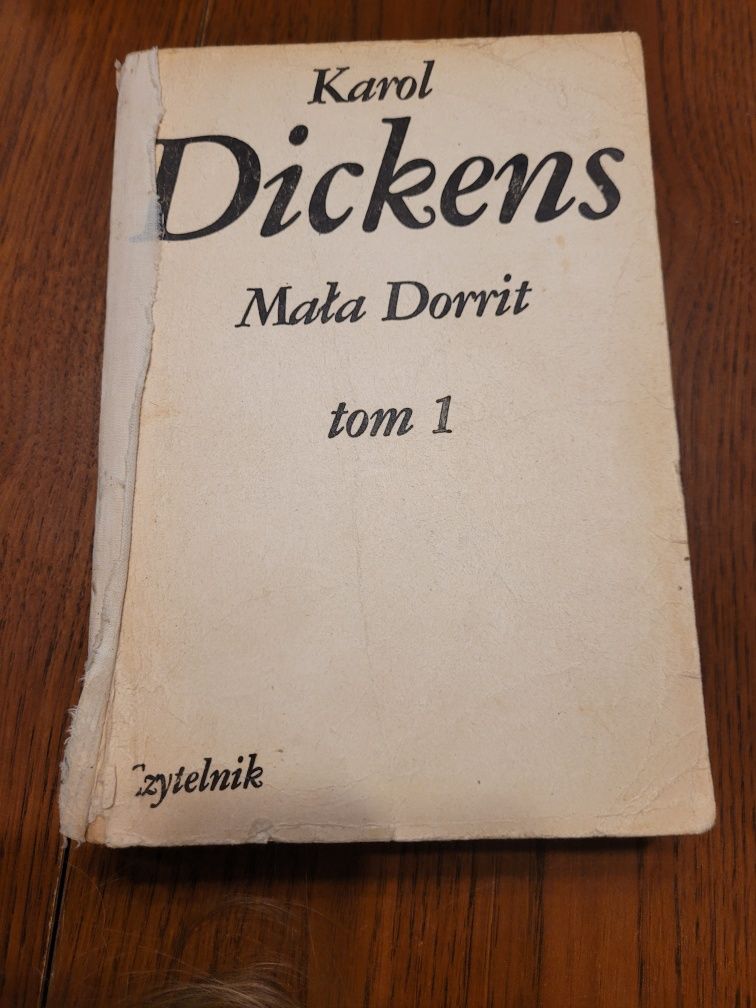 Karol
Dickens
Mała Dorrit
tom 1
Czytelnik